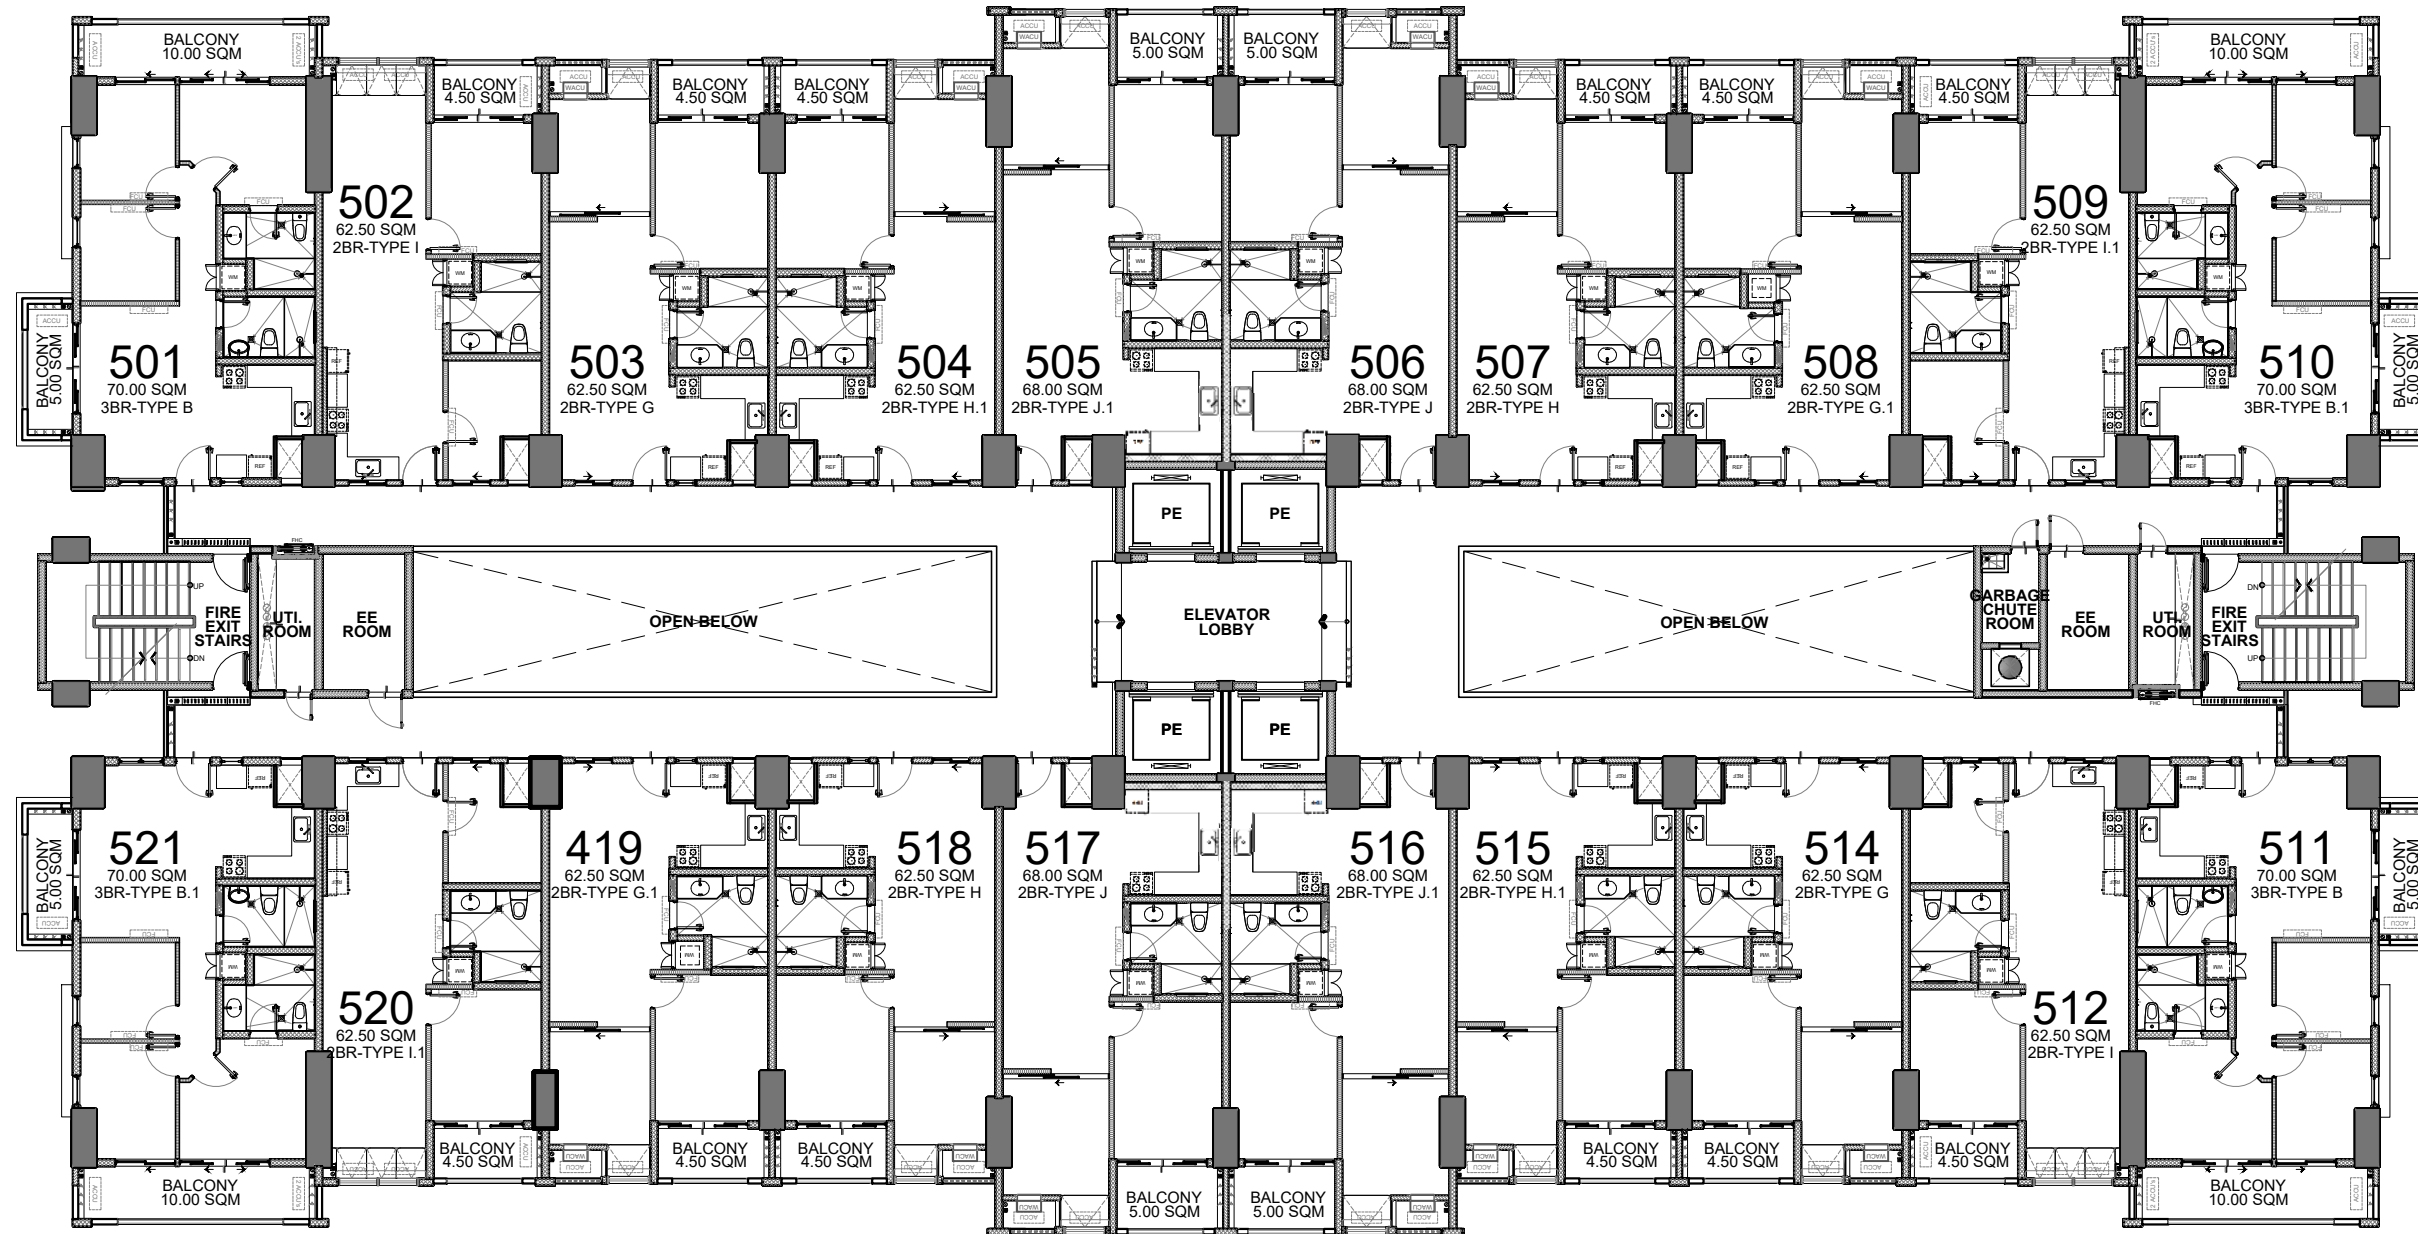 BALCONY
10.00 SQM
BALCONY
4.50 SQM
BALCONY
4.50 SQM
BALCONY
4.50 SQM
BALCONY
5.00 SQM
BALCONY
5.00 SQM
BALCONY
4.50 SQM
BALCONY
4.50 SQM
BALCONY
4.50 SQM
BALCONY
10.00 SQM
502
62.50 SQM
2BR-TYPE I
509
62.50 SQM
2BR-TYPE I.1
BALCONY
5.00 SQM
501
70.00 SQM
3BR-TYPE B
503
62.50 SQM
2BR-TYPE G
504
62.50 SQM
2BR-TYPE H.1
505
68.00 SQM
2BR-TYPE J.1
506
68.00 SQM
2BR-TYPE J
507
62.50 SQM
2BR-TYPE H
508
62.50 SQM
2BR-TYPE G.1
510
70.00 SQM
3BR-TYPE B.1
BALCONY
5.00 SQM
PE
PE
FHC
UP
DN
FIRE
EXIT
STAIRS
UTI.
ROOM
EE
ROOM
OPEN BELOW
ELEVATOR
LOBBY
OPEN BELOW
GARBAGE
CHUTE
ROOM
EE
ROOM
UTI.
ROOM
FIRE
EXIT
STAIRS
DN
UP
FHC
PE
PE
BALCONY
5.00 SQM
521
70.00 SQM
3BR-TYPE B.1
419
62.50 SQM
2BR-TYPE G.1
518
62.50 SQM
2BR-TYPE H
517
68.00 SQM
2BR-TYPE J
516
68.00 SQM
2BR-TYPE J.1
515
62.50 SQM
2BR-TYPE H.1
514
62.50 SQM
2BR-TYPE G
511
70.00 SQM
3BR-TYPE B
BALCONY
5.00 SQM
520
62.50 SQM
2BR-TYPE I.1
512
62.50 SQM
2BR-TYPE I
BALCONY
10.00 SQM
BALCONY
4.50 SQM
BALCONY
4.50 SQM
BALCONY
4.50 SQM
BALCONY
5.00 SQM
BALCONY
5.00 SQM
BALCONY
4.50 SQM
BALCONY
4.50 SQM
BALCONY
4.50 SQM
BALCONY
10.00 SQM